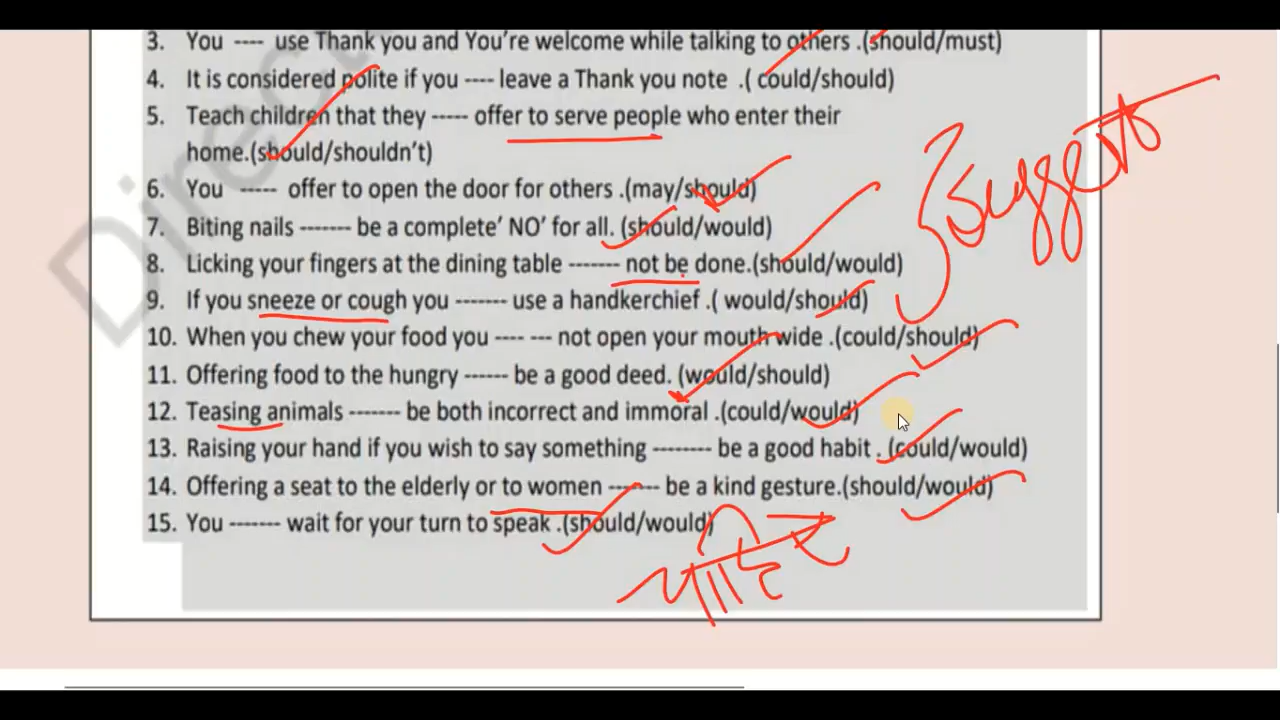 3. You ---- use Thank you and You're welcome while talking to others .(should/must)
4. It is considered polite if you ---- leave a Thank you note .( could/should)
5. Teach children that they ----- offer to serve people who enter their
home.(should/shouldn't)
6. You ----- offer to open the door for others .(may/should)
7. Biting nails ------- be a complete' NO' for all. (should/would)
8. Licking your fingers at the dining table ------- not be done.(should/would)
9. If you sneeze or cough you ------- use a handkerchief .( would/should)
10. When you chew your food you ---- --- not open your mouth wide .(could/should)
11. Offering food to the hungry ------ be a good deed. (would/should)
12. Teasing animals ------- be both incorrect and immoral .(could/would)
13. Raising your hand if you wish to say something -------- be a good habit . (could/would)
14. Offering a seat to the elderly or to women ------- be a kind gesture.(should/would)
15. You ------- wait for your turn to speak .(should/would)
Direct